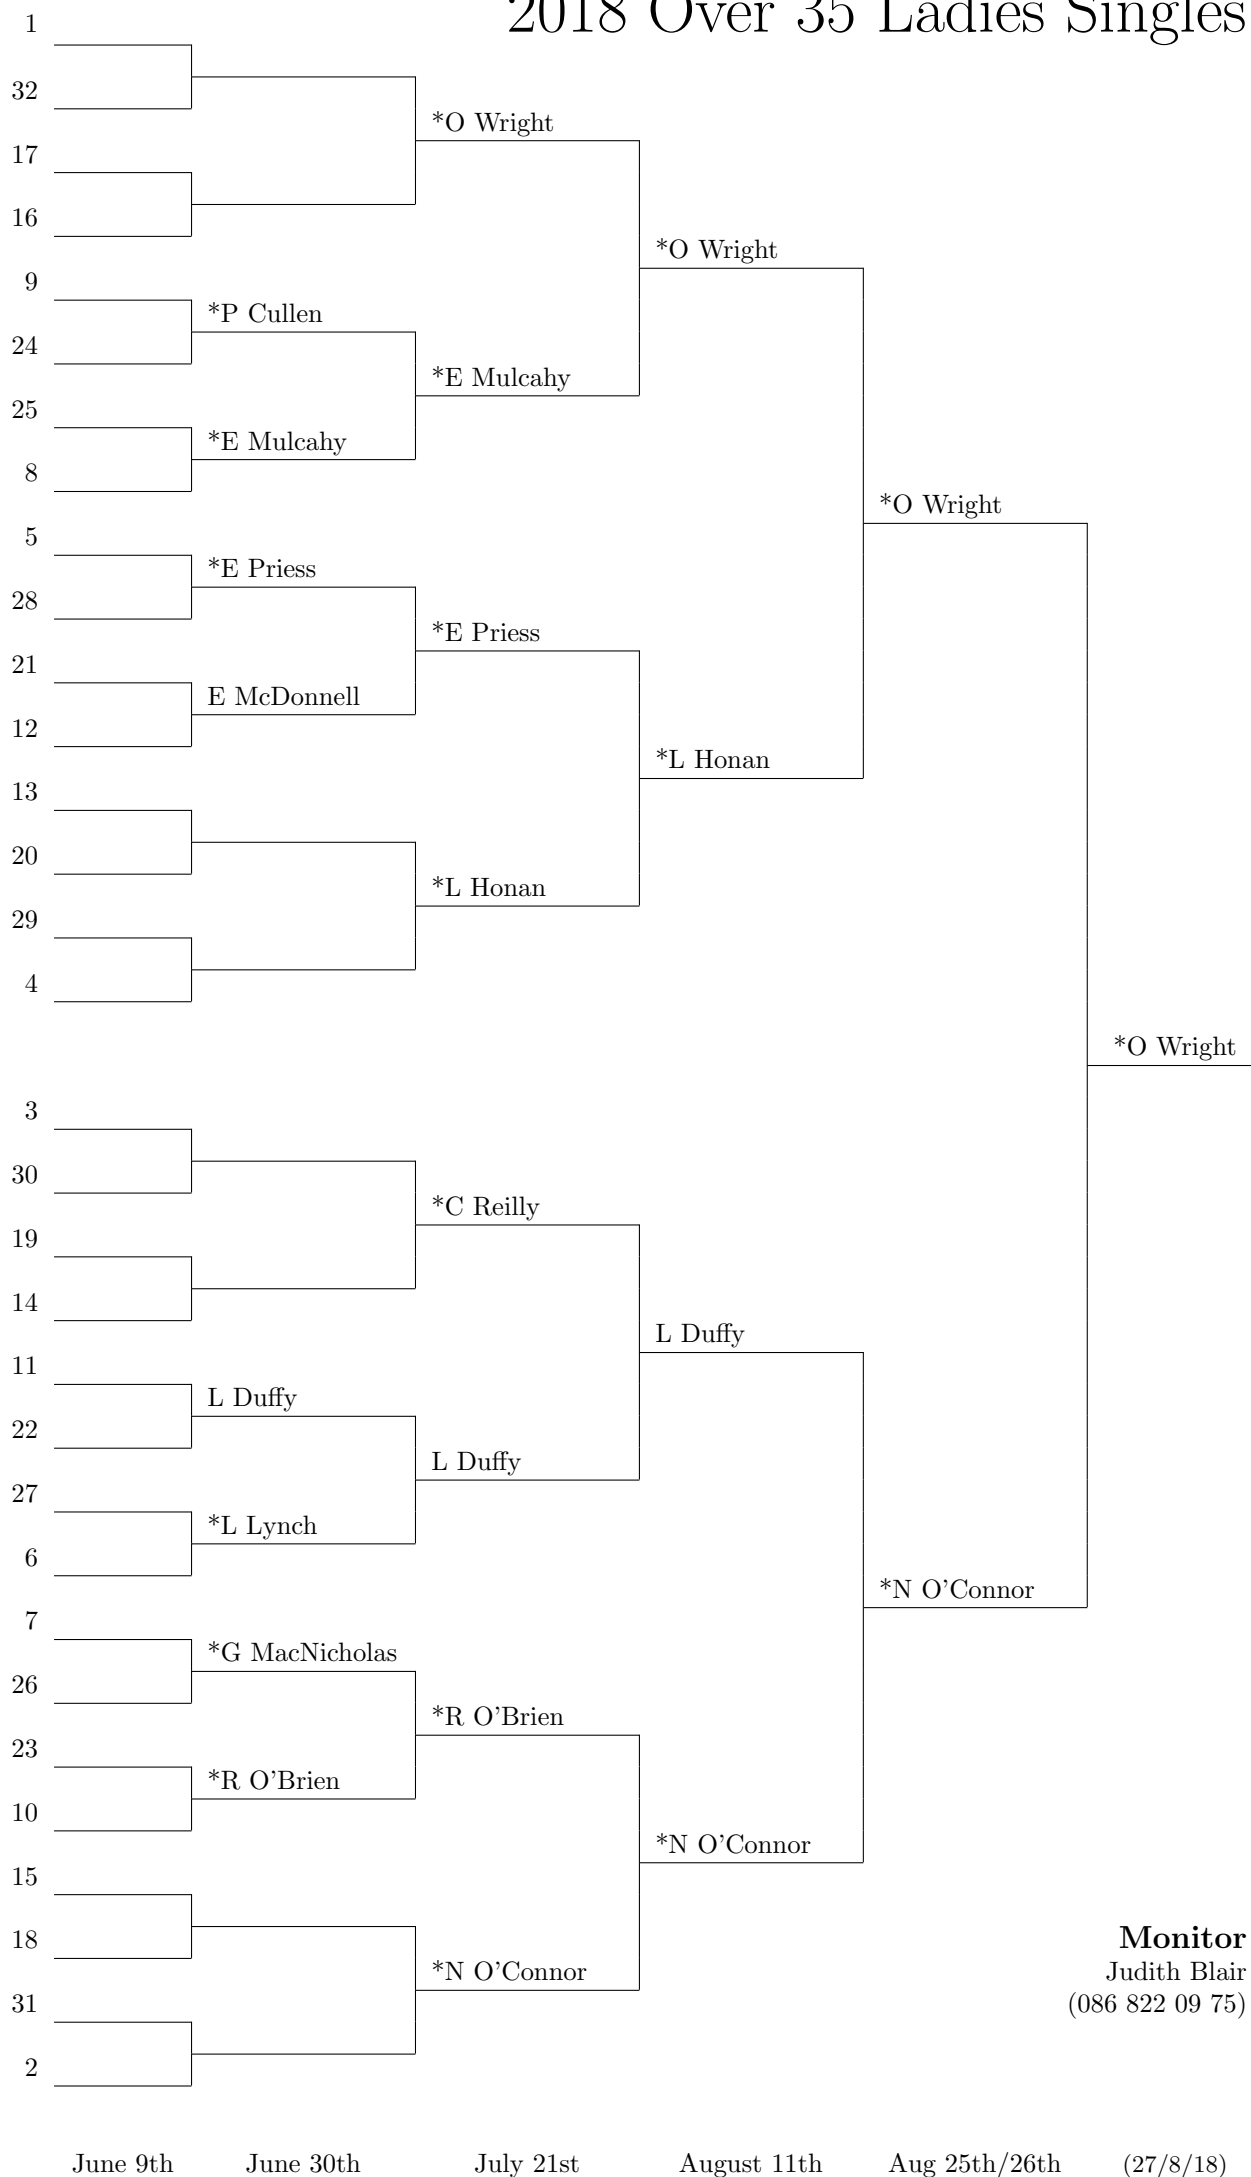 2018 Over 35 Ladies Singles
1
32
*O Wright
17
16
*O Wright
9
*P Cullen
24
*E Mulcahy
25
*E Mulcahy
8
*O Wright
5
*E Priess
28
*E Priess
21
E McDonnell
12
*L Honan
13
20
*L Honan
29
4
*O Wright
3
30
*C Reilly
19
14
L Duffy
11
L Duffy
22
L Duffy
27
*L Lynch
6
*N O'Connor
7
*G MacNicholas
26
*R O'Brien
23
*R O'Brien
10
*N O'Connor
15
18
*N O'Connor
31
2
Monitor
Judith Blair
(086 822 09 75)
June 9th June 30th July 21st August 11th Aug 25th/26th (27/8/18)